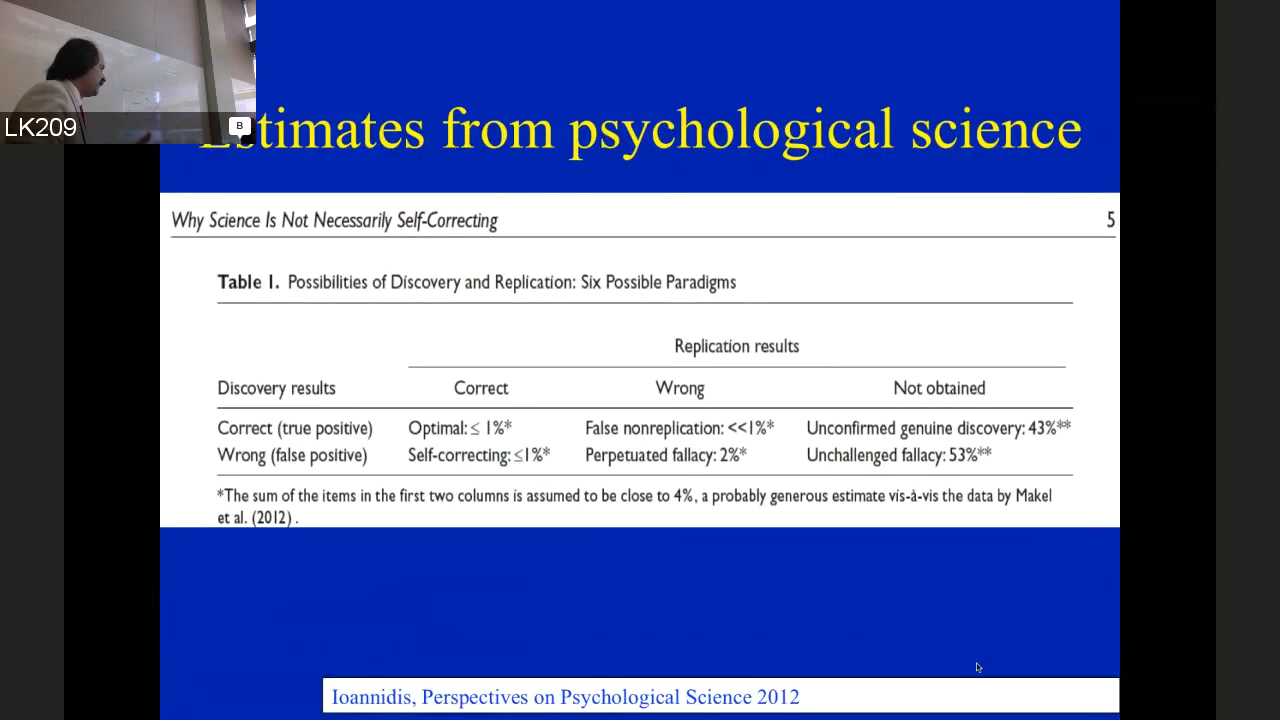 LK209
B
Estimates from psychological science
Why Science Is Not Necessarily Self-Correcting 5
Table 1. Possibilities of Discovery and Replication: Six Possible Paradigms
Replication results
Discovery results Correct Wrong Not obtained
Correct (true positive) Optimal: ≤ 1%* False nonreplication: <<1%* Unconfirmed genuine discovery: 43%**
Wrong (false positive) Self-correcting: ≤1%* Perpetuated fallacy: 2%* Unchallenged fallacy: 53%**
*The sum of the items in the first two columns is assumed to be close to 4%, a probably generous estimate vis-à-vis the data by Makel
et al. (2012) .
Ioannidis, Perspectives on Psychological Science 2012